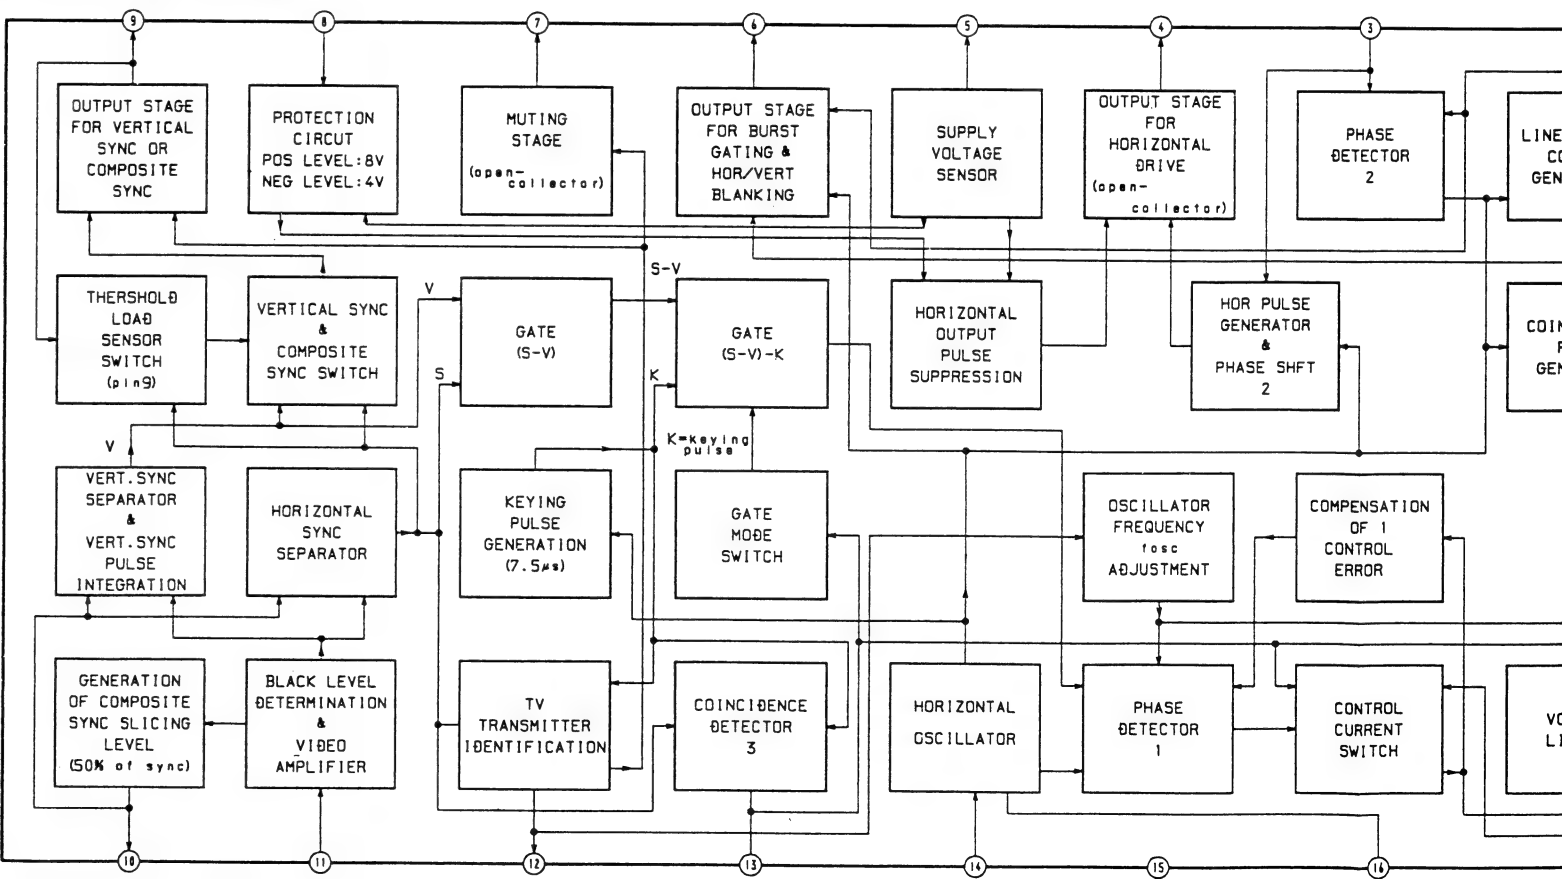 9
8
7
6
5
4
3
OUTPUT STAGE
FOR VERTICAL
SYNC OR
COMPOSITE
SYNC
PROTECTION
CIRCUT
POS LEVEL:8V
NEG LEVEL:4V
MUTING
STAGE
(open-
collector)
OUTPUT STAGE
FOR BURST
GATING &
HOR/VERT
BLANKING
SUPPLY
VOLTAGE
SENSOR
OUTPUT STAGE
FOR
HORIZONTAL
DRIVE
(open-
collector)
PHASE
DETECTOR
2
LINE
CO
GEN
THERSHOLD
LOAD
SENSOR
SWITCH
(pin9)
VERTICAL SYNC
&
COMPOSITE
SYNC SWITCH
V
S
GATE
(S-V)
S-V
K
GATE
(S-V)-K
HORIZONTAL
OUTPUT
PULSE
SUPPRESSION
HOR PULSE
GENERATOR
&
PHASE SHFT
2
COIN
GEN
V
K=keying
pulse
VERT.SYNC
SEPARATOR
&
VERT.SYNC
PULSE
INTEGRATION
HORIZONTAL
SYNC
SEPARATOR
KEYING
PULSE
GENERATION
(7.5µs)
GATE
MODE
SWITCH
OSCILLATOR
FREQUENCY
fosc
ADJUSTMENT
COMPENSATION
OF 1
CONTROL
ERROR
GENERATION
OF COMPOSITE
SYNC SLICING
LEVEL
(50% of sync)
BLACK LEVEL
DETERMINATION
&
VIDEO
AMPLIFIER
TV
TRANSMITTER
IDENTIFICATION
COINCIDENCE
DETECTOR
3
HORIZONTAL
OSCILLATOR
PHASE
DETECTOR
1
CONTROL
CURRENT
SWITCH
VO
LI
10
11
12
13
14
15
16